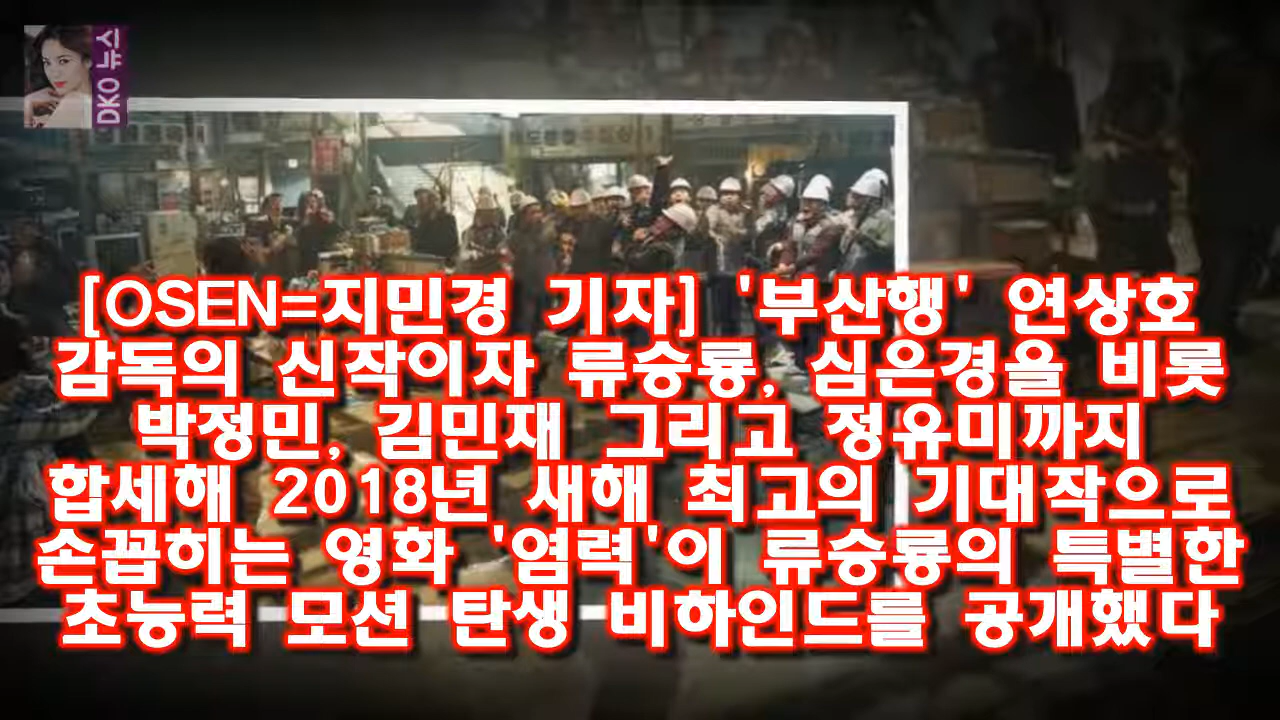 DKO 뉴스
[OSEN=지민경 기자] '부산행' 연상호
감독의 신작이자 류승룡, 심은경을 비롯
박정민, 김민재 그리고 정유미까지
합세해 2018년 새해 최고의 기대작으로
손꼽히는 영화 '염력'이 류승룡의 특별한
초능력 모션 탄생 비하인드를 공개했다